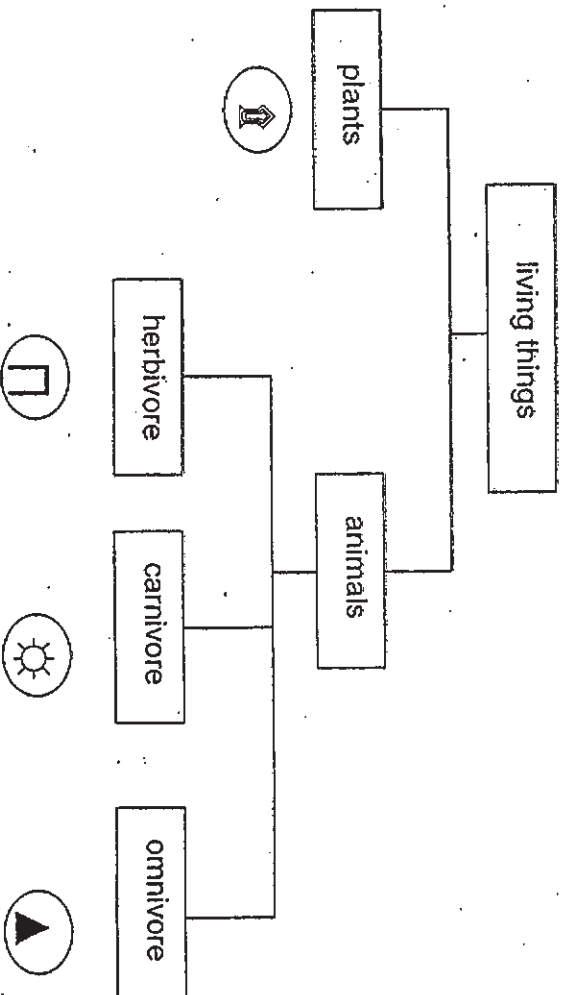 living things
plants
animals
herbivore
carnivore
omnivore